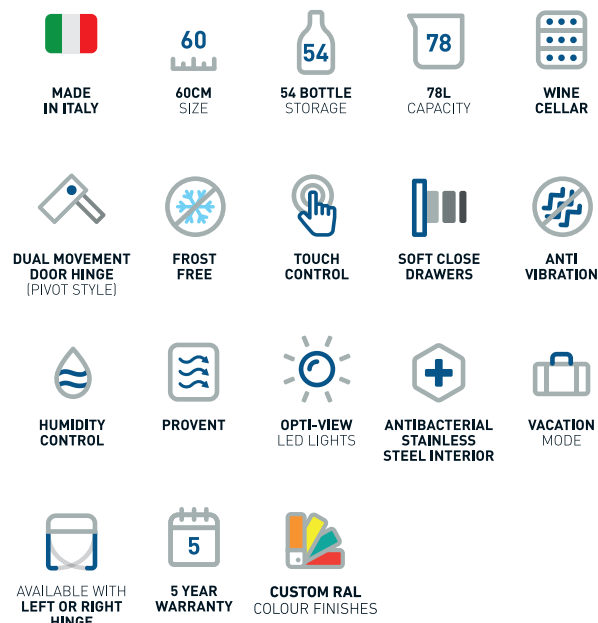 60
54
78
MADE
IN ITALY
60CM
SIZE
54 BOTTLE
STORAGE
78L
CAPACITY
WINE
CELLAR
DUAL MOVEMENT
DOOR HINGE
(PIVOT STYLE)
FROST
FREE
TOUCH
CONTROL
SOFT CLOSE
DRAWERS
ANTI
VIBRATION
HUMIDITY
CONTROL
PROVENT
OPTI-VIEW
LED LIGHTS
ANTIBACTERIAL
STAINLESS
STEEL INTERIOR
VACATION
MODE
5
AVAILABLE WITH
LEFT OR RIGHT
HINGE
5 YEAR
WARRANTY
CUSTOM RAL
COLOUR FINISHES